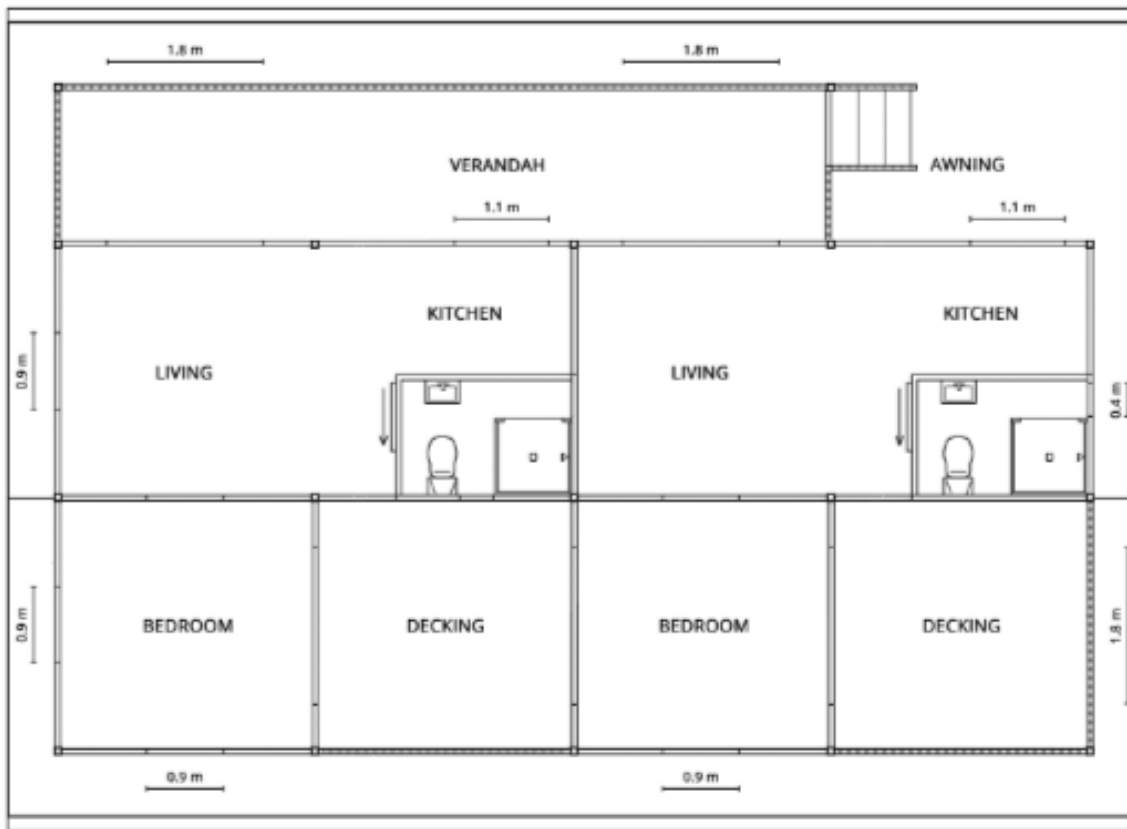 1.8 m
1.8 m
VERANDAH
AWNING
1.1 m
1.1 m
KITCHEN
KITCHEN
0.9 m
LIVING
LIVING
0.4 m
0.9 m
BEDROOM
DECKING
BEDROOM
DECKING
1.8 m
0.9 m
0.9 m